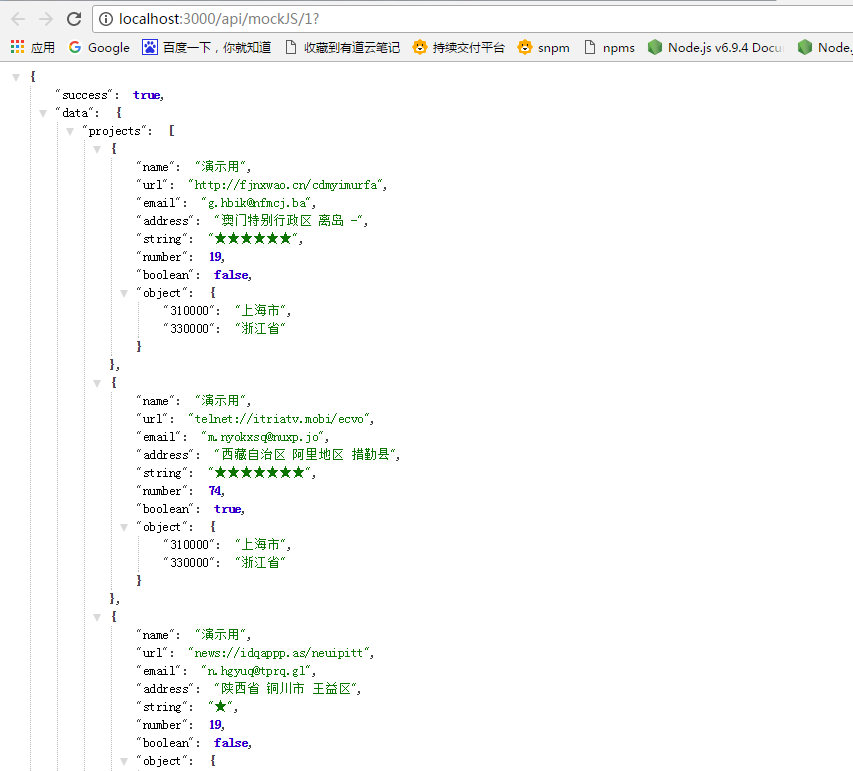 localhost:3000/api/mockJS/1?
应用 Google 百度一下，你就知道 收藏到有道云笔记 持续交付平台 snpm npms Node.js v6.9.4 Docu Node.
{
"success": true,
"data": {
"projects": [
{
"name": "演示用",
"url": "http://fjnxwao.cn/cdmyimurfa",
"email": "g.hbik@nfmcj.ba",
"address": "澳门特别行政区 离岛 -",
"string": "★★★★★★",
"number": 19,
"boolean": false,
"object": {
"310000": "上海市",
"330000": "浙江省"
}
},
{
"name": "演示用",
"url": "telnet://itriatv.mobi/ecvo",
"email": "m.nyokxsq@nuxp.jo",
"address": "西藏自治区 阿里地区 措勤县",
"string": "★★★★★★★",
"number": 74,
"boolean": true,
"object": {
"310000": "上海市",
"330000": "浙江省"
}
},
{
"name": "演示用",
"url": "news://idqappp.as/neuipitt",
"email": "n.hgyuq@tprq.gl",
"address": "陕西省 铜川市 王益区",
"string": "★",
"number": 19,
"boolean": false,
"object": {